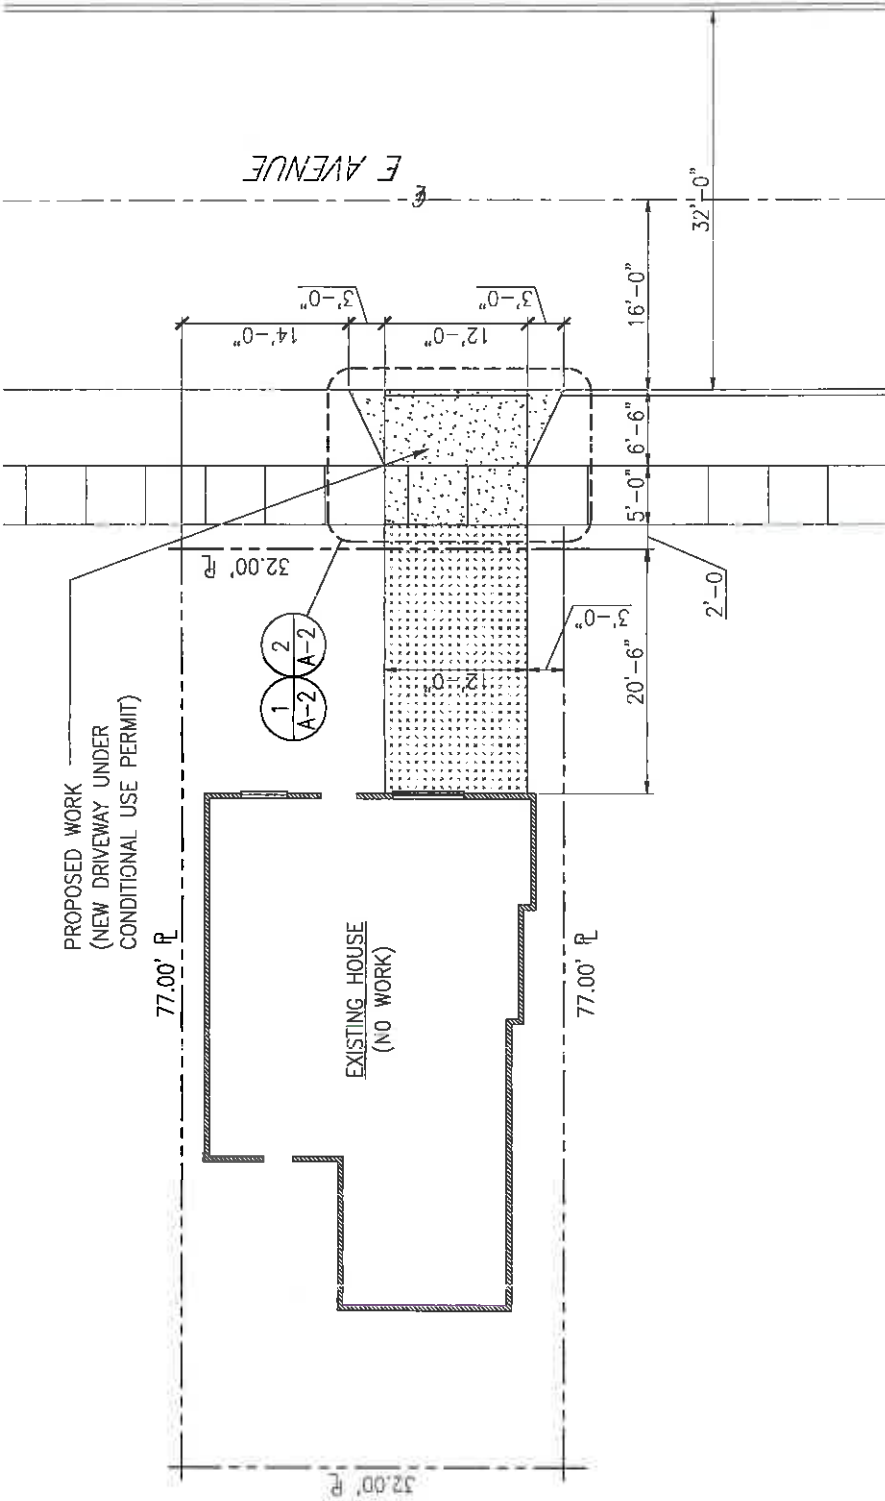 E AVENUE
℄
32'-0"
16'-0"
3'-0"
3'-0"
14'-0"
12'-0"
6'-6"
5'-0"
2'-0
32.00' ℙL
20'-6"
3'-0"
12'-0"
2
A-2
1
A-2
PROPOSED WORK
(NEW DRIVEWAY UNDER
CONDITIONAL USE PERMIT)
77.00' ℙL
EXISTING HOUSE
(NO WORK)
77.00' ℙL
32.00' ℙL